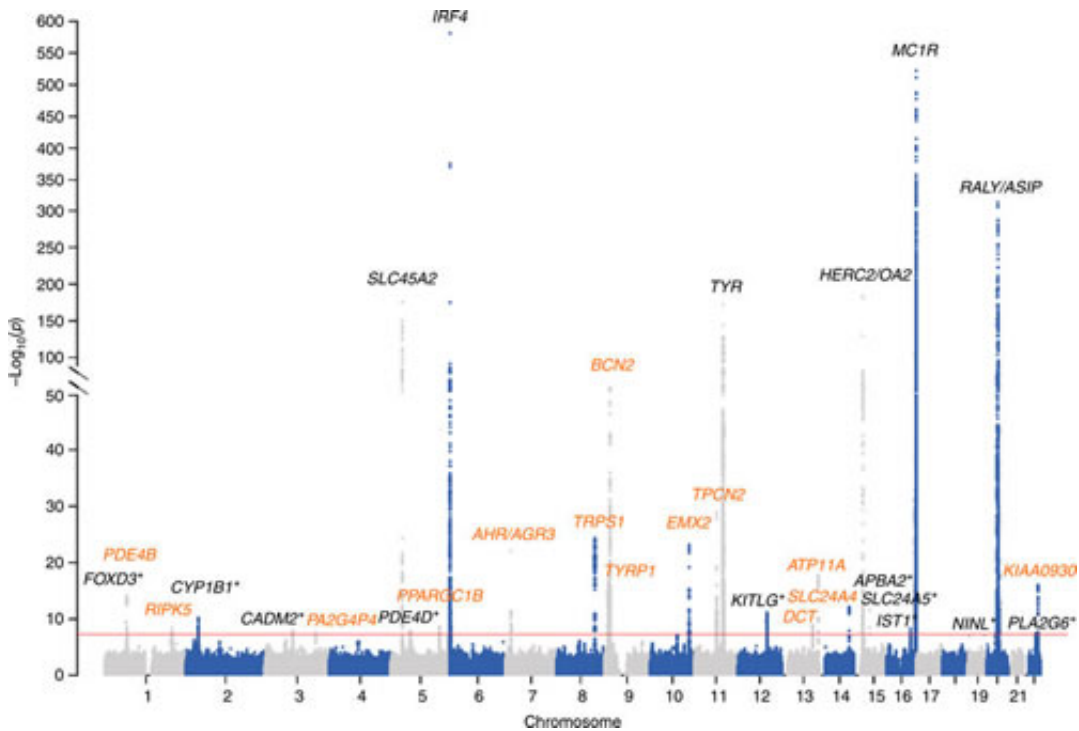 600
IRF4
550
MC1R
500
450
400
350
RALY/ASIP
300
250
SLC45A2
TYR
HERC2/OA2
200
150
100
–Log10(p)
BCN2
50
40
30
TPCN2
TRPS1
EMX2
AHR/AGR3
20
PDE4B
FOXD3*
CYP1B1*
TYRP1
ATP11A
APBA2*
KIAA0930
RIPK5
PPARGC1B
KITLG*
SLC24A4
SLC24A5*
10
CADM2*
PA2G4P4
PDE4D*
DCT
IST1*
NINL*
PLA2G6*
0
1 2 3 4 5 6 7 8 9 10 11 12 13 14 15 16 17 19 21
Chromosome